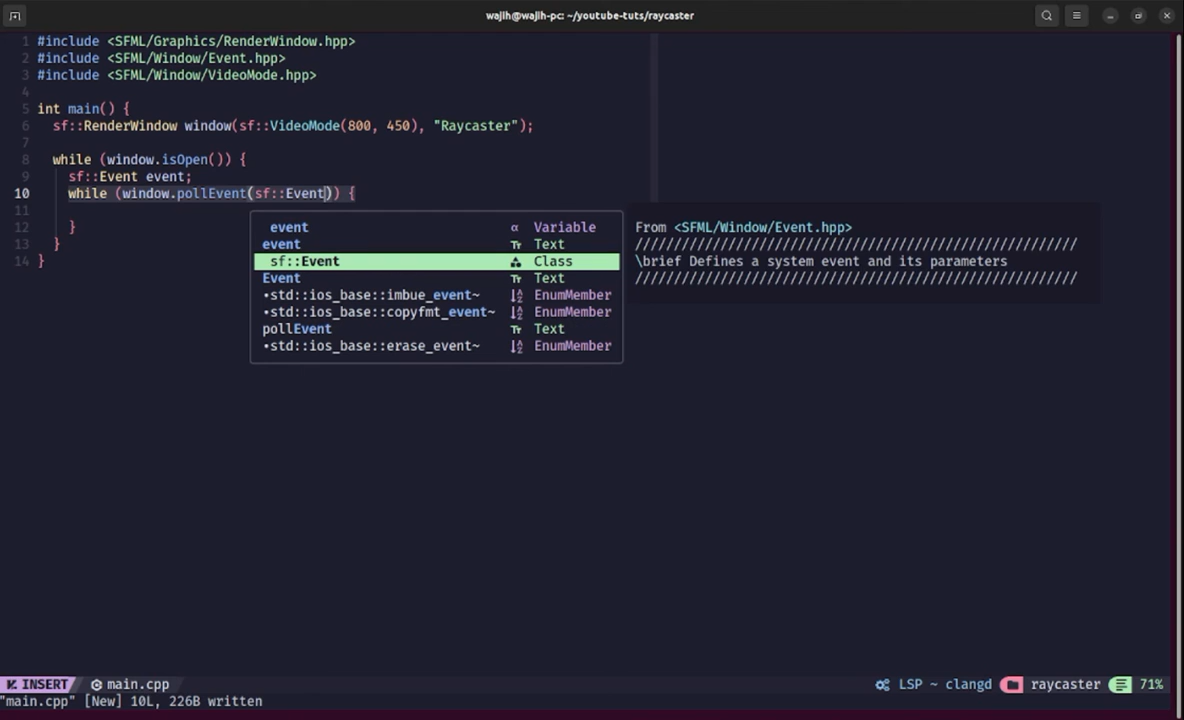 wajih@wajih-pc: ~/youtube-tuts/raycaster
1 #include <SFML/Graphics/RenderWindow.hpp>
2 #include <SFML/Window/Event.hpp>
3 #include <SFML/Window/VideoMode.hpp>
4
5 int main() {
6 sf::RenderWindow window(sf::VideoMode(800, 450), "Raycaster");
7
8 while (window.isOpen()) {
9 sf::Event event;
10 while (window.pollEvent(sf::Event)) {
11
12 }
13 }
14 }
event α Variable
event Text
sf::Event Class
Event Text
•std::ios_base::imbue_event~ EnumMember
•std::ios_base::copyfmt_event~ EnumMember
pollEvent Text
•std::ios_base::erase_event~ EnumMember
From <SFML/Window/Event.hpp>
////////////////////////////////////////////////////////////
\brief Defines a system event and its parameters
////////////////////////////////////////////////////////////
INSERT main.cpp LSP ~ clangd raycaster 71%
"main.cpp" [New] 10L, 226B written